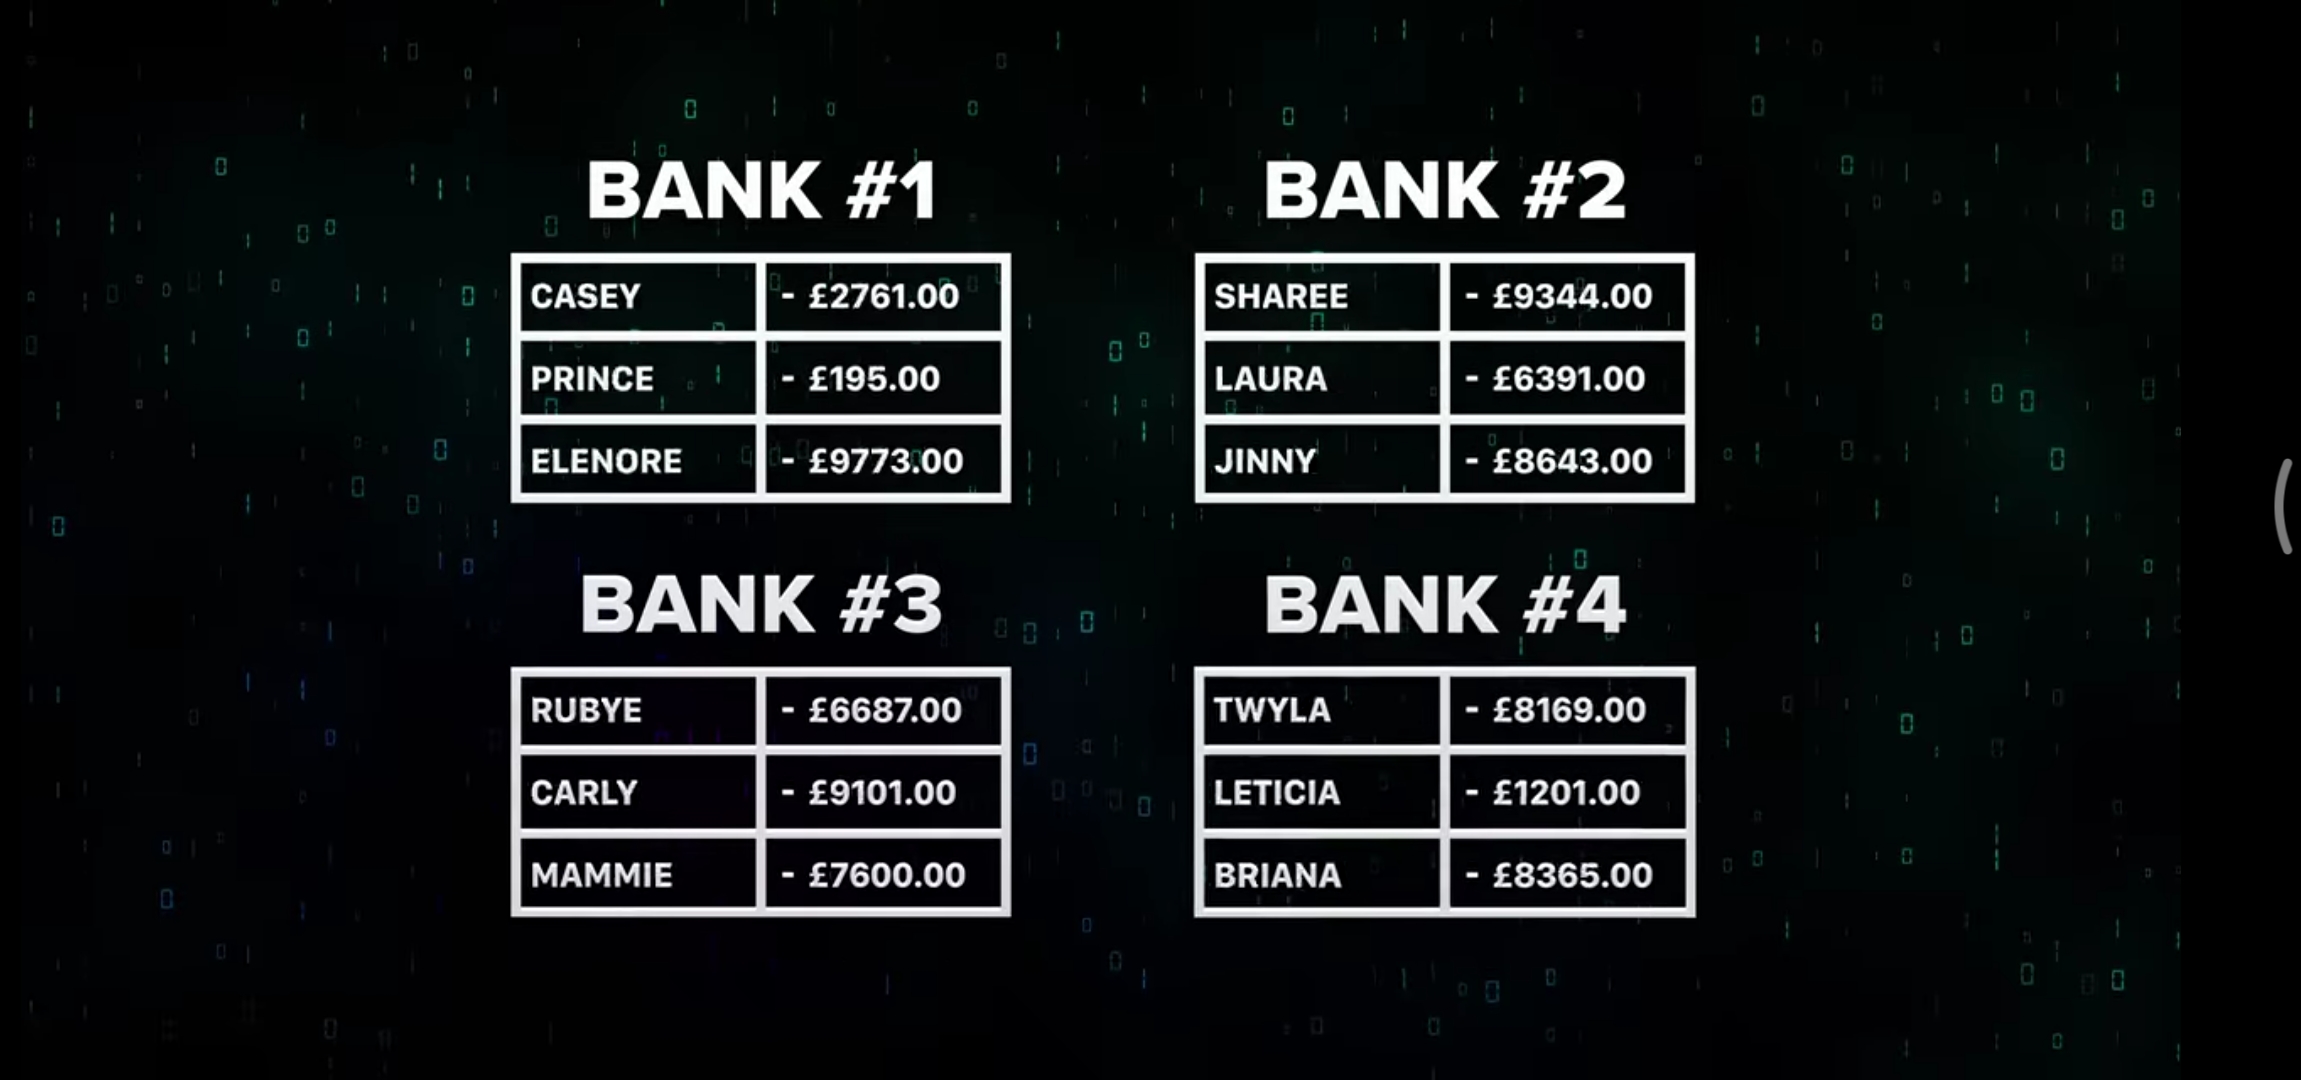 BANK #1
CASEY - £2761.00
PRINCE - £195.00
ELENORE - £9773.00
BANK #2
SHAREE - £9344.00
LAURA - £6391.00
JINNY - £8643.00
BANK #3
RUBYE - £6687.00
CARLY - £9101.00
MAMMIE - £7600.00
BANK #4
TWYLA - £8169.00
LETICIA - £1201.00
BRIANA - £8365.00